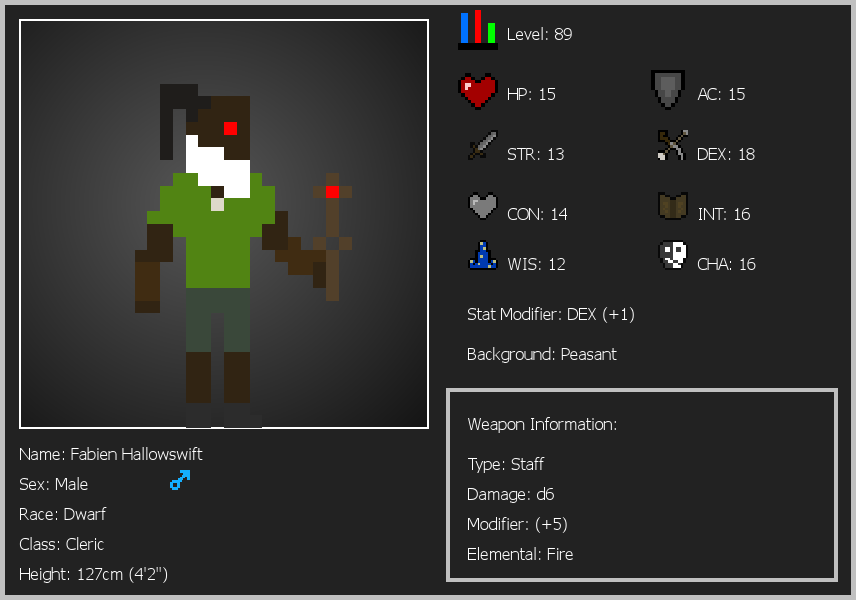 Level: 89
HP: 15
AC: 15
STR: 13
DEX: 18
CON: 14
INT: 16
WIS: 12
CHA: 16
Stat Modifier: DEX (+1)
Background: Peasant
Weapon Information:
Type: Staff
Damage: d6
Modifier: (+5)
Elemental: Fire
Name: Fabien Hallowswift
Sex: Male
Race: Dwarf
Class: Cleric
Height: 127cm (4'2")